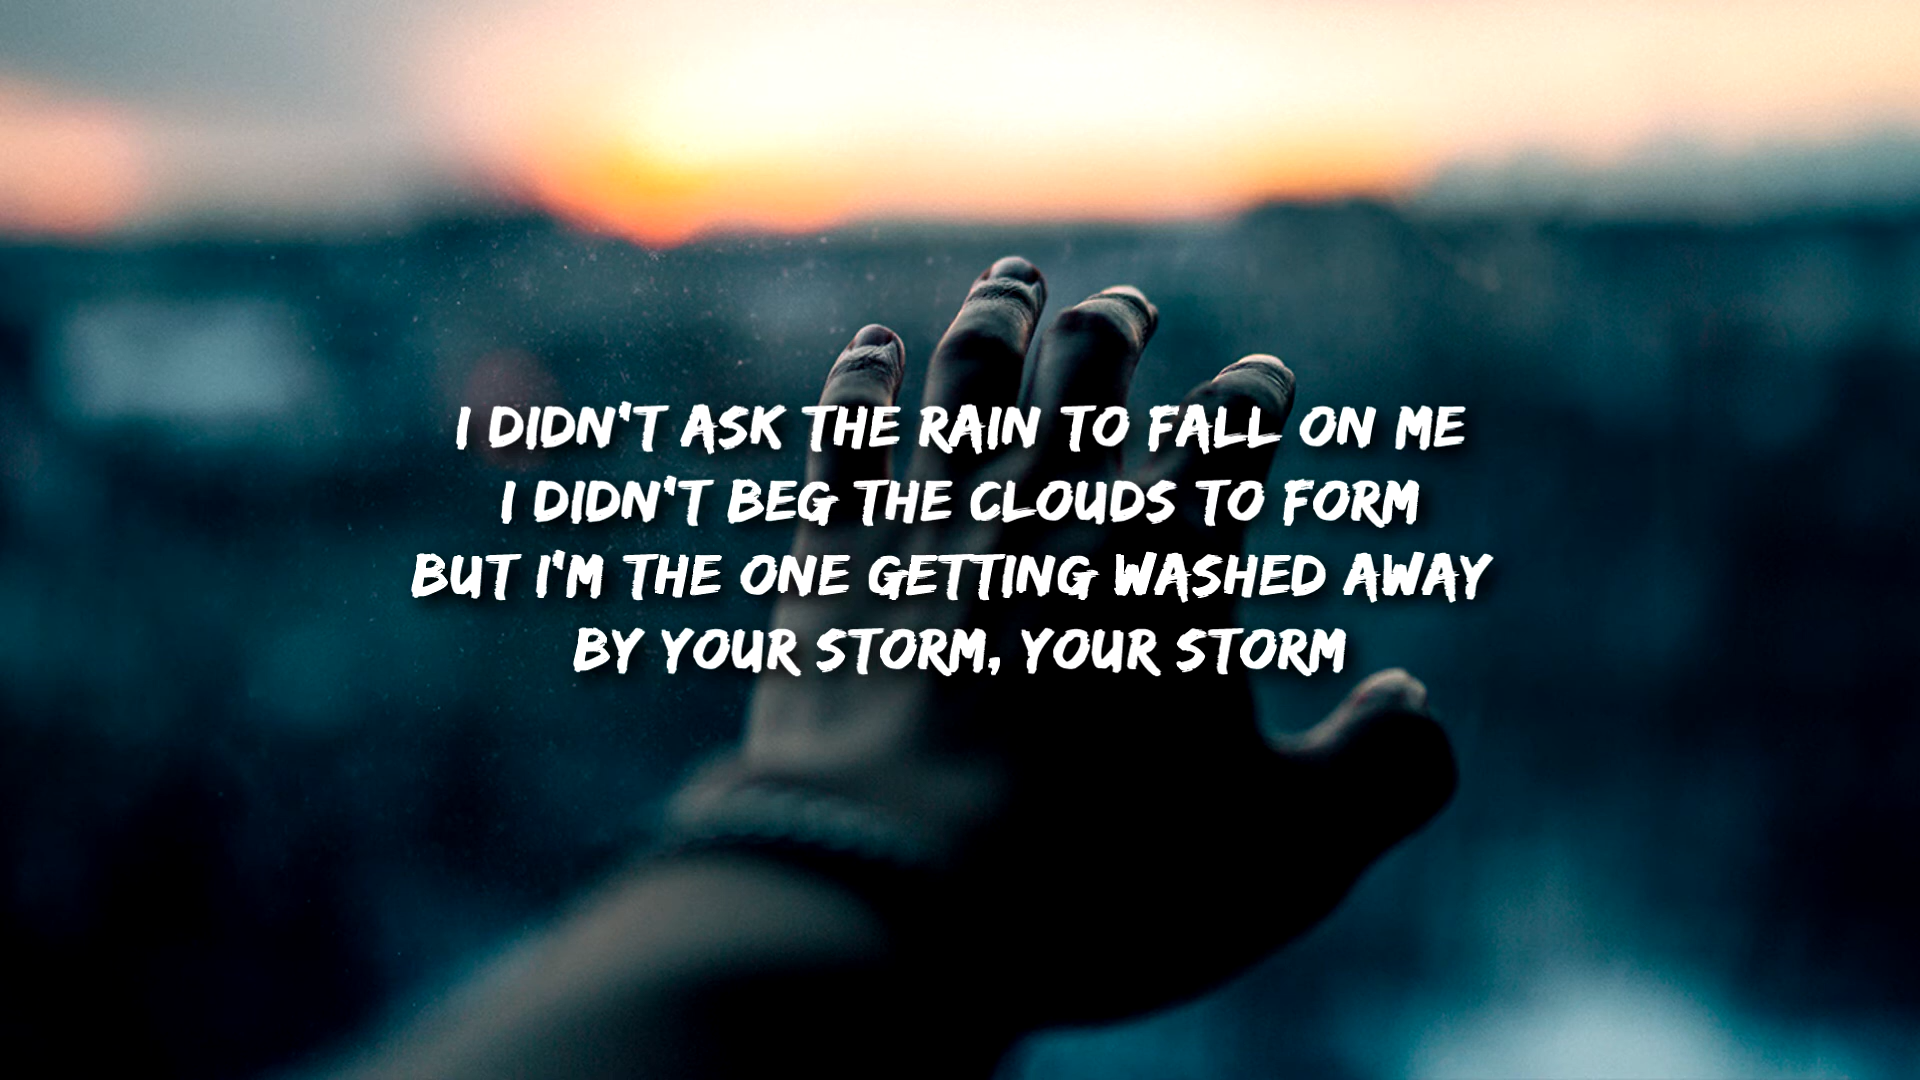 I DIDN'T ASK THE RAIN TO FALL ON ME
I DIDN'T BEG THE CLOUDS TO FORM
BUT I'M THE ONE GETTING WASHED AWAY
BY YOUR STORM, YOUR STORM